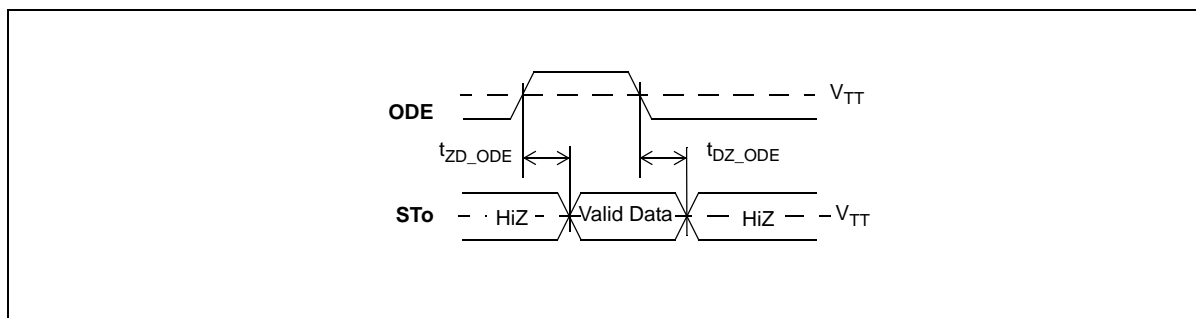 ODE
V_TT
t_ZD_ODE
t_DZ_ODE
STo
HiZ
Valid Data
HiZ
V_TT